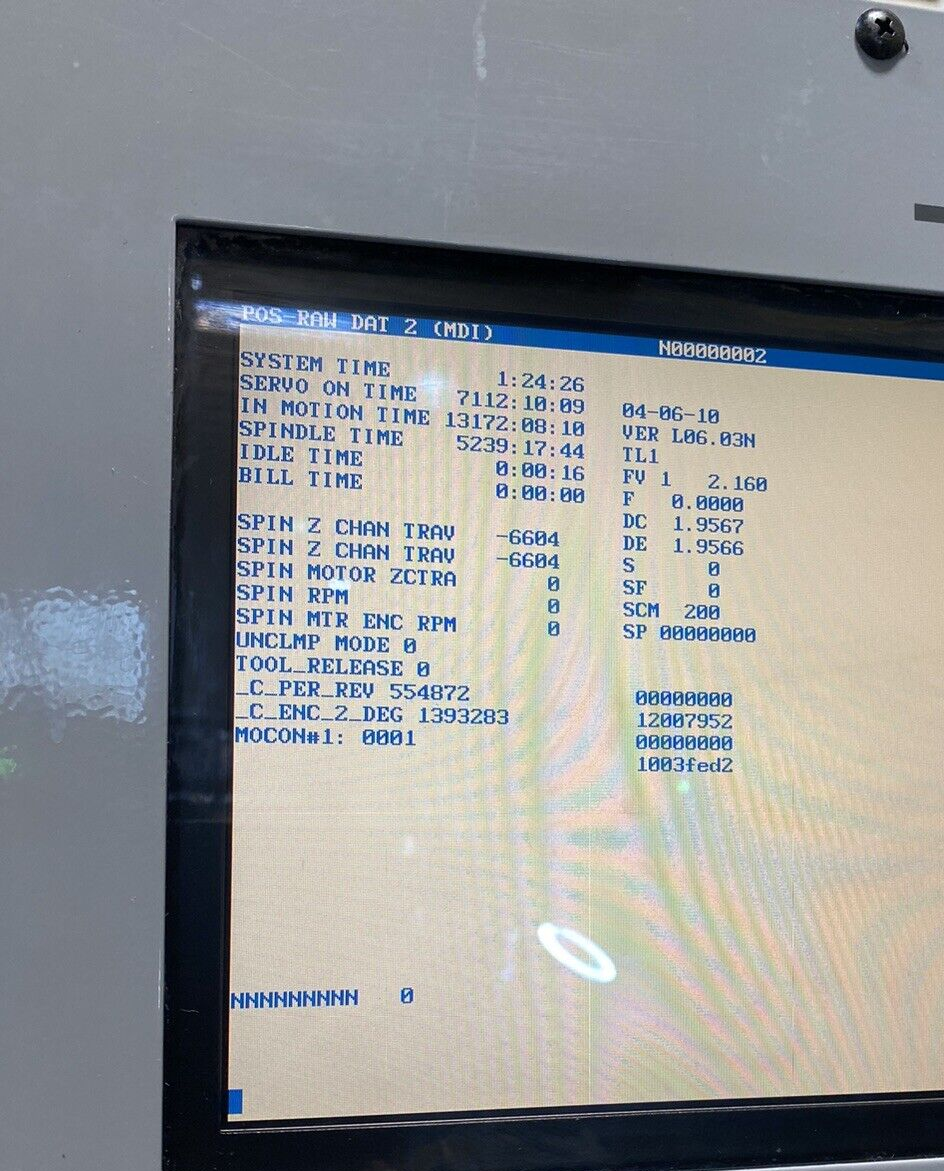 POS-RAW DAT 2 (MDI) N00000002
SYSTEM TIME 1:24:26
SERVO ON TIME 7112:10:09 04-06-10
IN MOTION TIME 13172:08:10 VER L06.03N
SPINDLE TIME 5239:17:44 TL1
IDLE TIME 0:00:16 FV 1 2.160
BILL TIME 0:00:00 F 0.0000
DC 1.9567
SPIN Z CHAN TRAV -6604 DE 1.9566
SPIN Z CHAN TRAV -6604 S 0
SPIN MOTOR ZCTRA 0 SF 0
SPIN RPM 0 SCM 200
SPIN MTR ENC RPM 0 SP 00000000
UNCLMP MODE 0
TOOL_RELEASE 0
_C_PER_REV 554872 00000000
_C_ENC_2_DEG 1393283 12007952
MOCON#1: 0001 00000000
1003fed2
NNNNNNNNNN 0